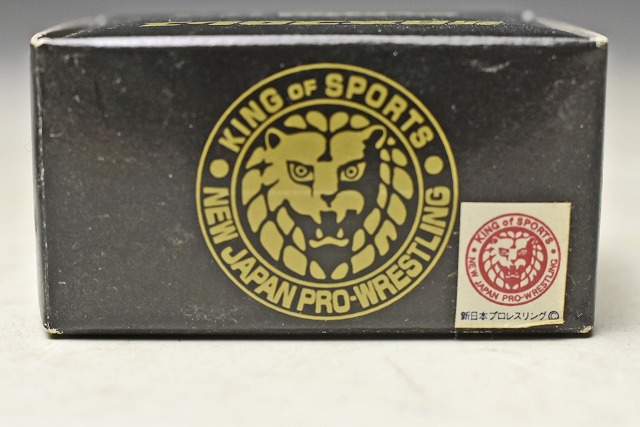 KING OF SPORTS
NEW JAPAN PRO-WRESTLING
KING OF SPORTS
NEW JAPAN PRO-WRESTLING
新日本プロレスリング©